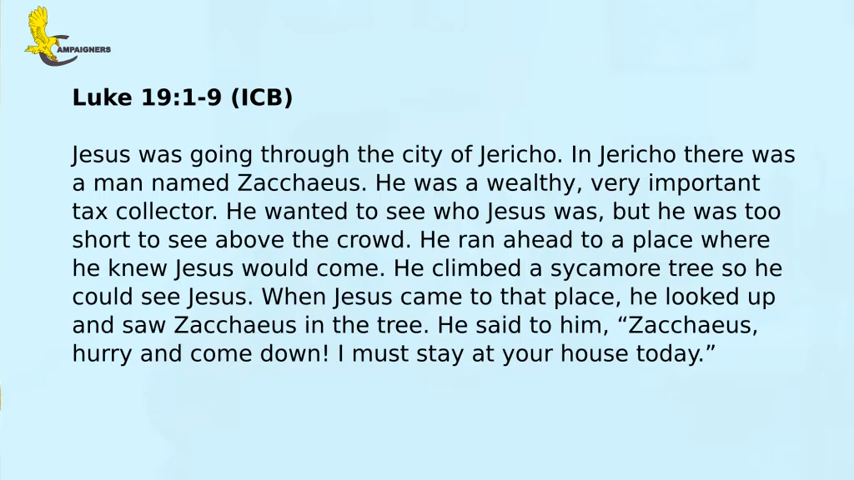 AMPAIGNERS
Luke 19:1-9 (ICB)
Jesus was going through the city of Jericho. In Jericho there was
a man named Zacchaeus. He was a wealthy, very important
tax collector. He wanted to see who Jesus was, but he was too
short to see above the crowd. He ran ahead to a place where
he knew Jesus would come. He climbed a sycamore tree so he
could see Jesus. When Jesus came to that place, he looked up
and saw Zacchaeus in the tree. He said to him, “Zacchaeus,
hurry and come down! I must stay at your house today.”